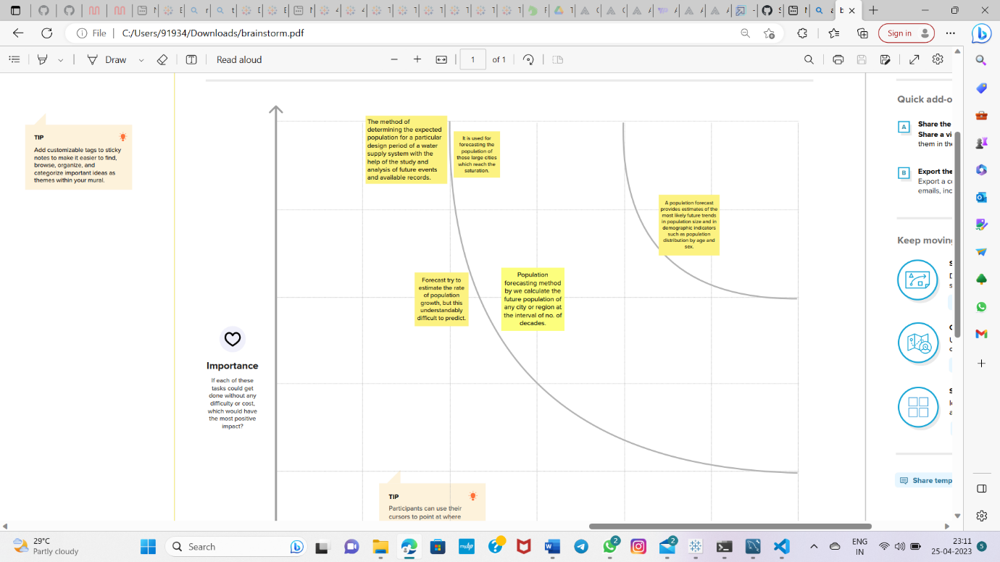 File
C:/Users/91934/Downloads/brainstorm.pdf
Sign in
Draw
Read aloud
1
of 1
TIP
Add customizable tags to sticky
notes to make it easier to find,
browse, organize, and
categorize important ideas as
themes within your mural.
The method of
determining the expected
population for a particular
design period of a water
supply system with the
help of the study and
analysis of future events
and available records.
It is used for
forecasting the
population of
those large cities
which reach the
saturation.
A population forecast
provides estimates of the
most likely future trends
in population size and in
demographic indicators
such as population
distribution by age and
sex.
Forecast try to
estimate the rate
of population
growth, but this
understandably
difficult to predict.
Population
forecasting method
by we calculate the
future population of
any city or region at
the interval of no. of
decades.
Importance
If each of these
tasks could get
done without any
difficulty or cost,
which would have
the most positive
impact?
TIP
Participants can use their
cursors to point at where
Quick add-o
A
Share the
Share a vi
them in the
B
Export the
Export a co
emails, inc
Keep moving
Share temp
29°C
Partly cloudy
Search
myhp
2
2
ENG
IN
23:11
25-04-2023
5